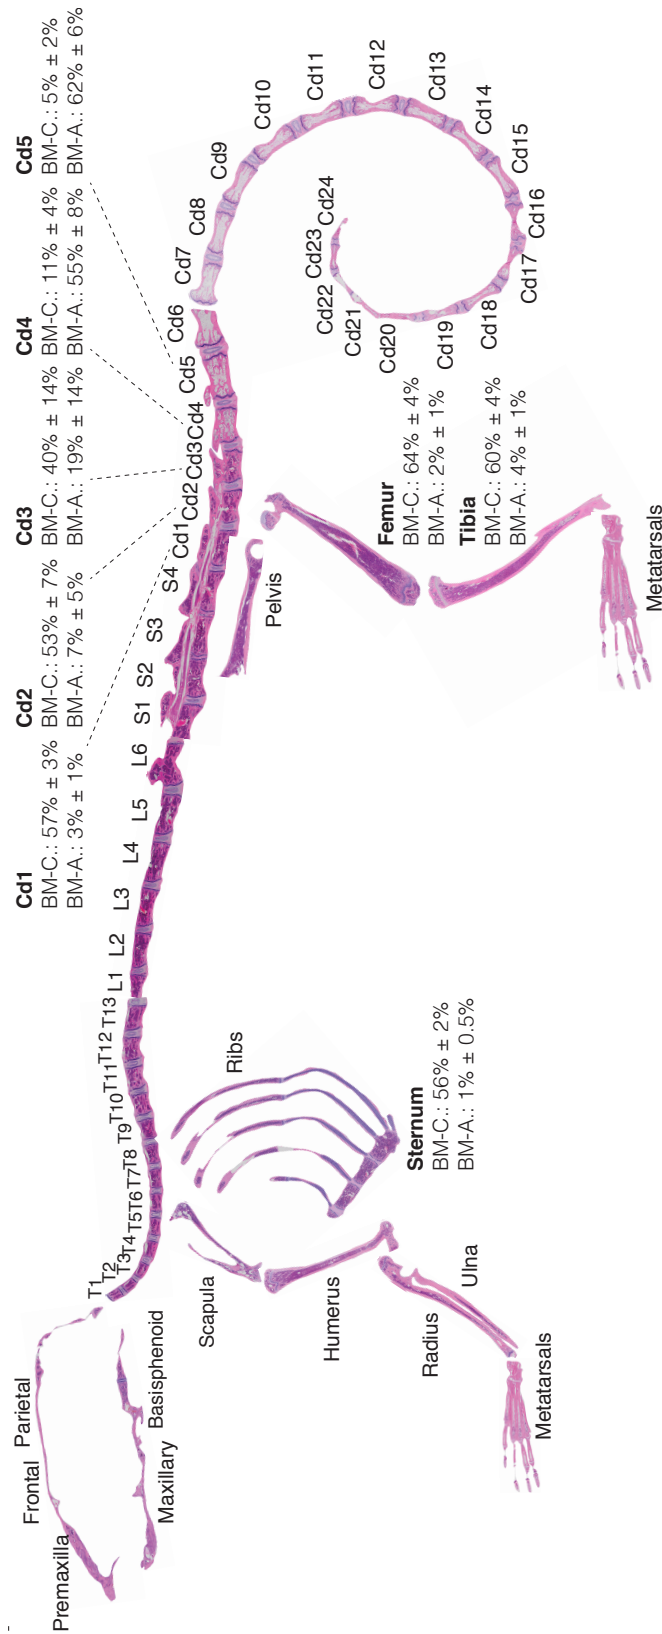 Premaxilla
Frontal
Parietal
Maxillary
Basisphenoid
T1
T2
T3
T4
T5
T6
T7
T8
T9
T10
T11
T12
T13
L1
L2
L3
L4
L5
L6
S1
S2
S3
S4
Cd1
Cd2
Cd3
Cd4
Cd5
Cd6
Cd7
Cd8
Cd9
Cd10
Cd11
Cd12
Cd13
Cd14
Cd15
Cd16
Cd17
Cd18
Cd19
Cd20
Cd21
Cd22
Cd23
Cd24
Cd1
BM-C.: 57% ± 3%
BM-A.: 3% ± 1%
Cd2
BM-C.: 53% ± 7%
BM-A.: 7% ± 5%
Cd3
BM-C.: 40% ± 14%
BM-A.: 19% ± 14%
Cd4
BM-C.: 11% ± 4%
BM-A.: 55% ± 8%
Cd5
BM-C.: 5% ± 2%
BM-A.: 62% ± 6%
Scapula
Humerus
Radius
Ulna
Metatarsals
Ribs
Sternum
BM-C.: 56% ± 2%
BM-A.: 1% ± 0.5%
Pelvis
Femur
BM-C.: 64% ± 4%
BM-A.: 2% ± 1%
Tibia
BM-C.: 60% ± 4%
BM-A.: 4% ± 1%
Metatarsals